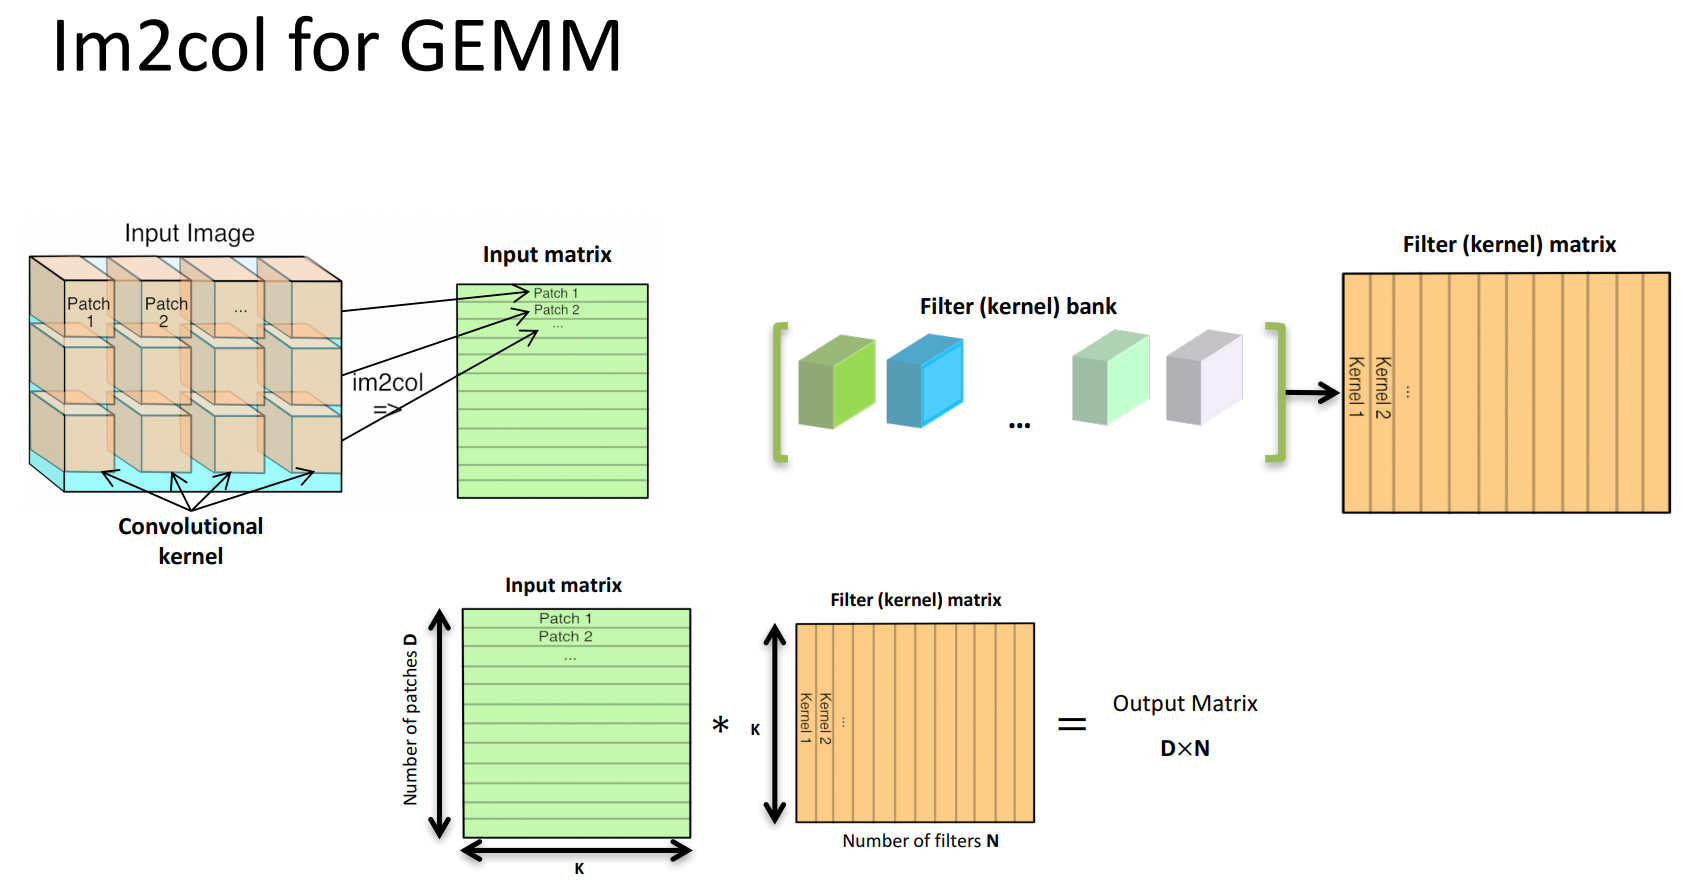 Im2col for GEMM
Input Image
Patch
1
Patch
2
...
im2col
=>
Convolutional
kernel
Input matrix
Patch 1
Patch 2
...
Filter (kernel) bank
...
Filter (kernel) matrix
Kernel 1
Kernel 2
...
Input matrix
Number of patches D
Patch 1
Patch 2
...
K
*
Filter (kernel) matrix
K
Kernel 1
Kernel 2
...
Number of filters N
=
Output Matrix
D×N